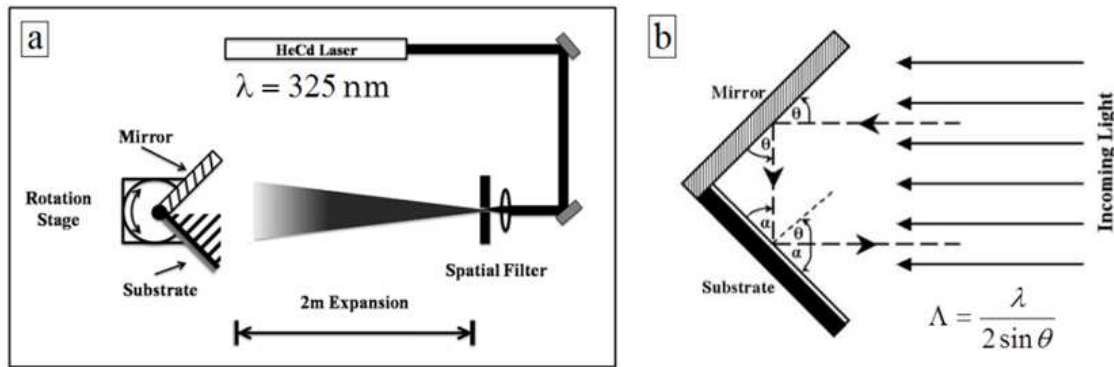 a
HeCd Laser
λ = 325 nm
Mirror
Rotation
Stage
Substrate
Spatial Filter
2m Expansion
b
Mirror
θ
θ
α
θ
α
Substrate
Incoming Light
Λ = λ / 2 sin θ